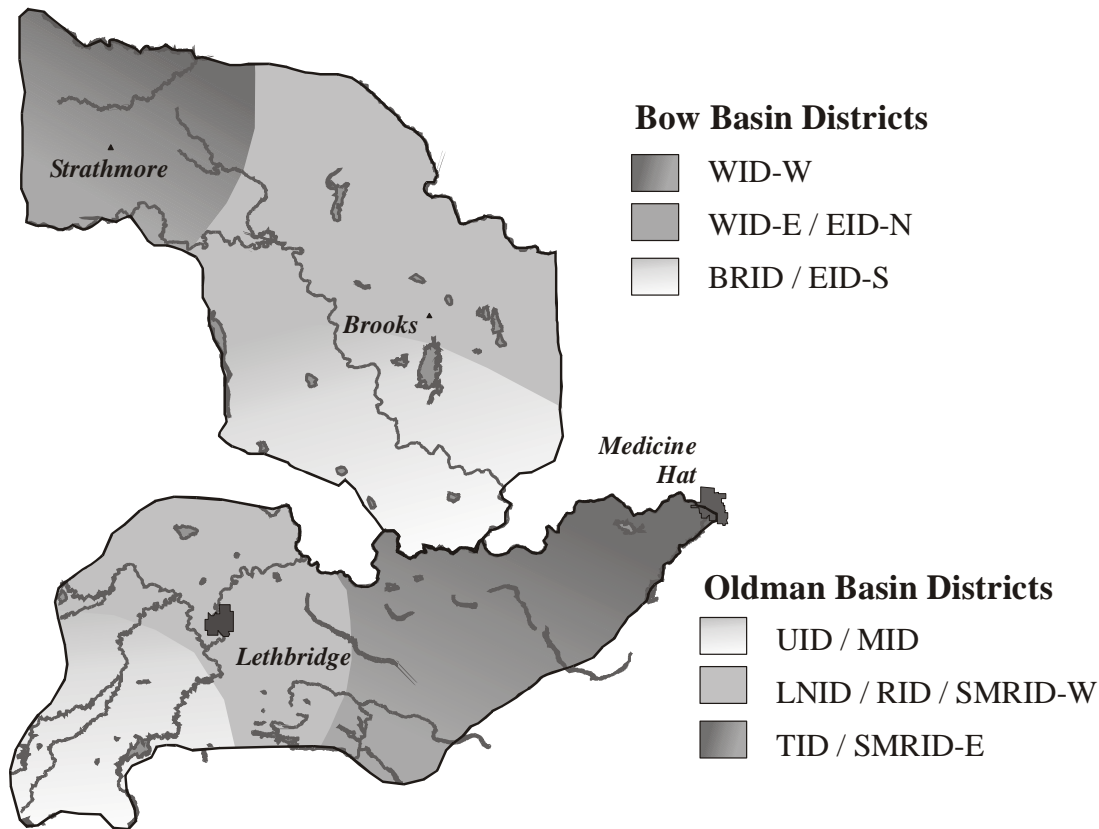 Bow Basin Districts
WID-W
WID-E / EID-N
BRID / EID-S
Strathmore
Brooks
Medicine
Hat
Lethbridge
Oldman Basin Districts
UID / MID
LNID / RID / SMRID-W
TID / SMRID-E